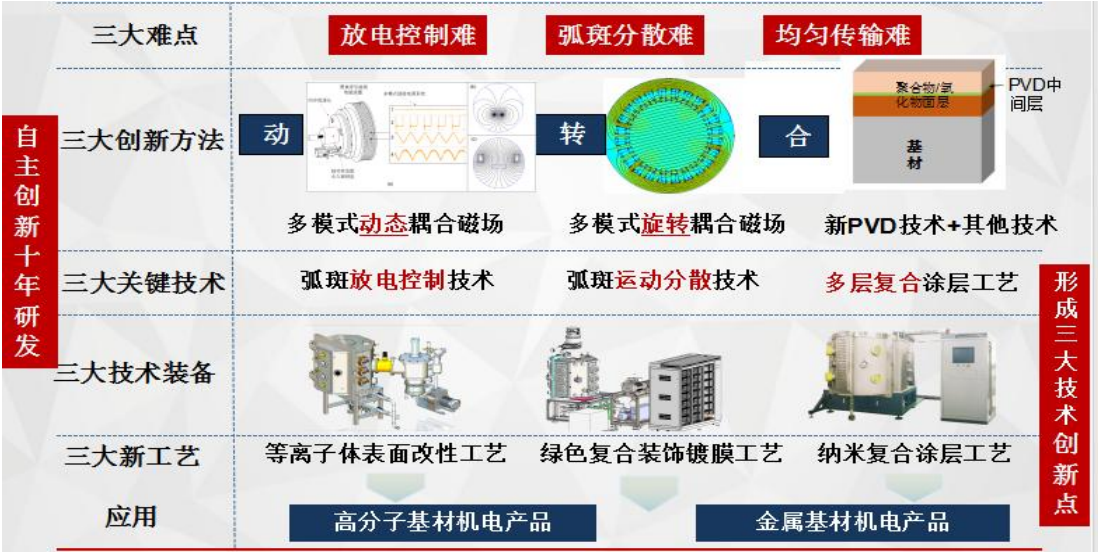 三大难点
放电控制难
弧斑分散难
均匀传输难
自主创新十年研发
三大创新方法
动
转
合
聚合物/氧
化物面层
PVD中
间层
基
材
多模式动态耦合磁场
多模式旋转耦合磁场
新PVD技术+其他技术
三大关键技术
弧斑放电控制技术
弧斑运动分散技术
多层复合涂层工艺
形成三大技术创新点
三大技术装备
三大新工艺
等离子体表面改性工艺
绿色复合装饰镀膜工艺
纳米复合涂层工艺
应用
高分子基材机电产品
金属基材机电产品